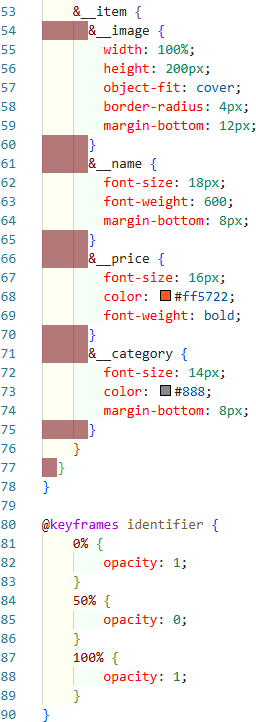 53 &__item {
54 &__image {
55 width: 100%;
56 height: 200px;
57 object-fit: cover;
58 border-radius: 4px;
59 margin-bottom: 12px;
60 }
61 &__name {
62 font-size: 18px;
63 font-weight: 600;
64 margin-bottom: 8px;
65 }
66 &__price {
67 font-size: 16px;
68 color: #ff5722;
69 font-weight: bold;
70 }
71 &__category {
72 font-size: 14px;
73 color: #888;
74 margin-bottom: 8px;
75 }
76 }
77 }
78 }
79
80 @keyframes identifier {
81 0% {
82 opacity: 1;
83 }
84 50% {
85 opacity: 0;
86 }
87 100% {
88 opacity: 1;
89 }
90 }